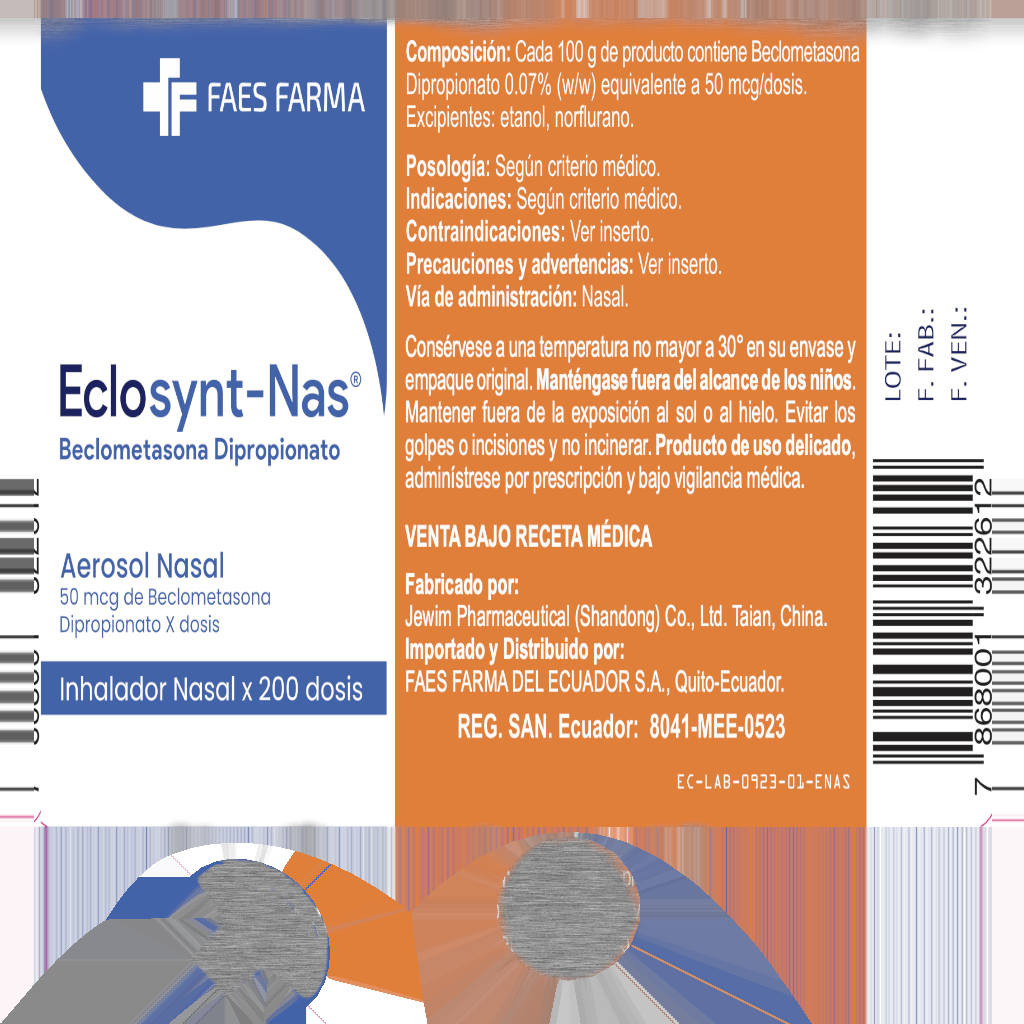 FAES FARMA
Eclosynt-Nas®
Beclometasona Dipropionato
Aerosol Nasal
50 mcg de Beclometasona
Dipropionato X dosis
Inhalador Nasal x 200 dosis
Composición: Cada 100 g de producto contiene Beclometasona
Dipropionato 0.07% (w/w) equivalente a 50 mcg/dosis.
Excipientes: etanol, norflurano.
Posología: Según criterio médico.
Indicaciones: Según criterio médico.
Contraindicaciones: Ver inserto.
Precauciones y advertencias: Ver inserto.
Vía de administración: Nasal.
Consérvese a una temperatura no mayor a 30° en su envase y
empaque original. Manténgase fuera del alcance de los niños.
Mantener fuera de la exposición al sol o al hielo. Evitar los
golpes o incisiones y no incinerar. Producto de uso delicado,
adminístrese por prescripción y bajo vigilancia médica.
VENTA BAJO RECETA MÉDICA
Fabricado por:
Jewim Pharmaceutical (Shandong) Co., Ltd. Taian, China.
Importado y Distribuido por:
FAES FARMA DEL ECUADOR S.A., Quito-Ecuador.
REG. SAN. Ecuador: 8041-MEE-0523
EC-LAB-0923-01-ENAS
LOTE:
F. FAB.:
F. VEN.:
7 868001 322612